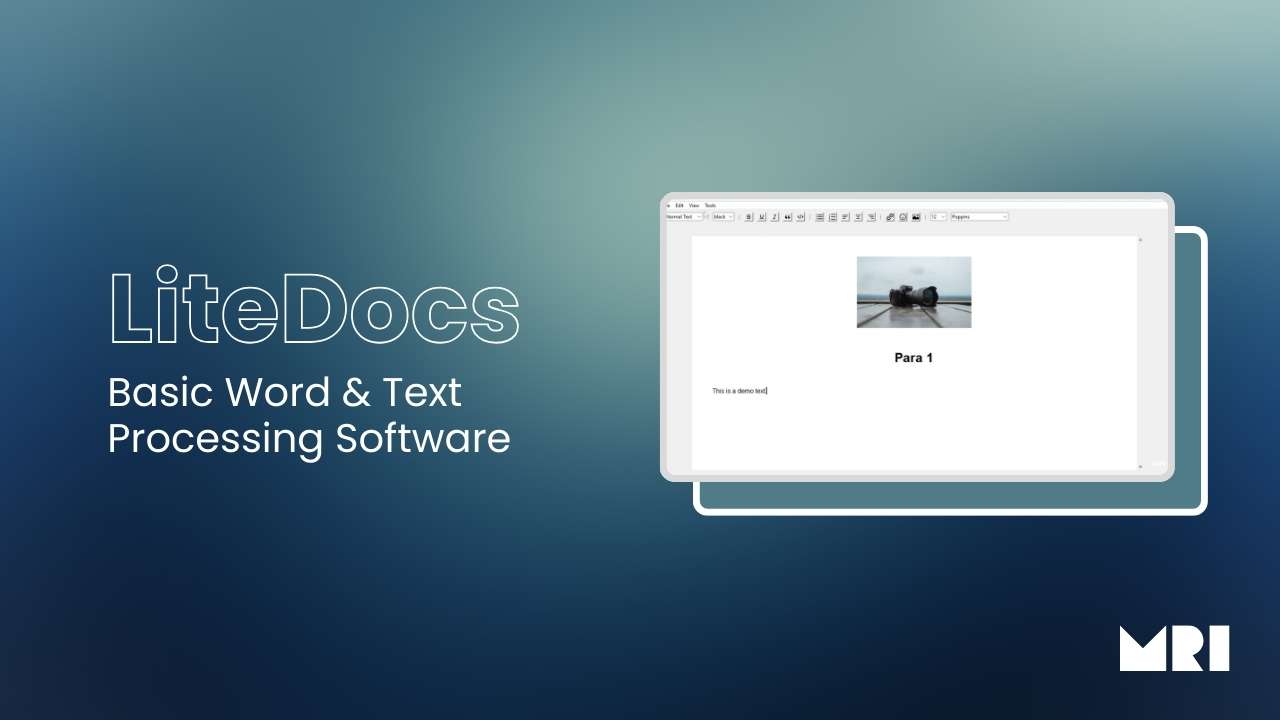 LiteDocs
Basic Word & Text
Processing Software
Edit View Tools
Normal Text Black B U I 12 Poppins
Para 1
This is a demo text
MRI